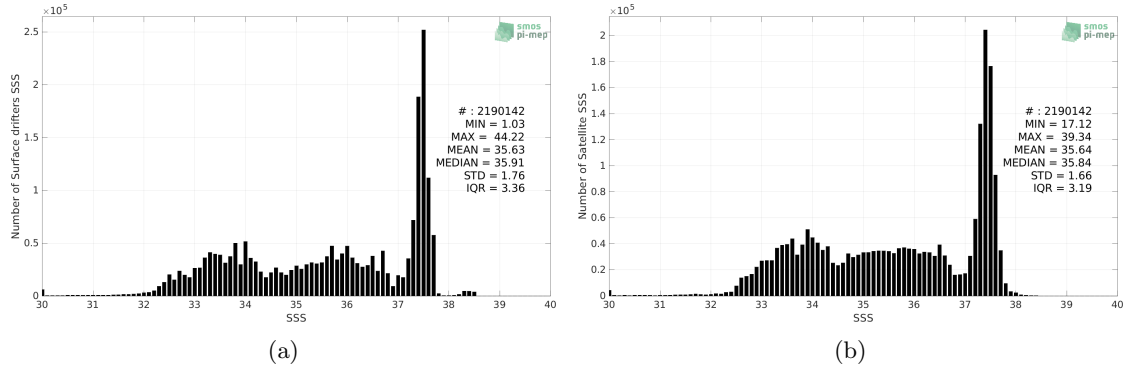 ×10⁵
2.5
2
1.5
1
0.5
0
Number of Surface drifters SSS
30 31 32 33 34 35 36 37 38 39 40
SSS
smos
pi-mep
# : 2190142
MIN = 1.03
MAX = 44.22
MEAN = 35.63
MEDIAN = 35.91
STD = 1.76
IQR = 3.36
(a)
×10⁵
2
1.8
1.6
1.4
1.2
1
0.8
0.6
0.4
0.2
0
Number of Satellite SSS
30 31 32 33 34 35 36 37 38 39 40
SSS
smos
pi-mep
# : 2190142
MIN = 17.12
MAX = 39.34
MEAN = 35.64
MEDIAN = 35.84
STD = 1.66
IQR = 3.19
(b)